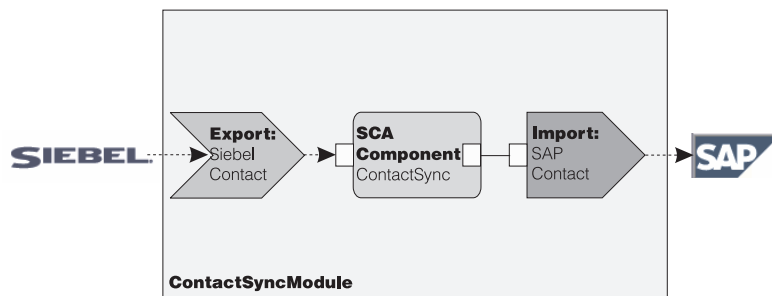 SIEBEL.
Export:
Siebel
Contact
SCA
Component
ContactSync
Import:
SAP
Contact
SAP
ContactSyncModule